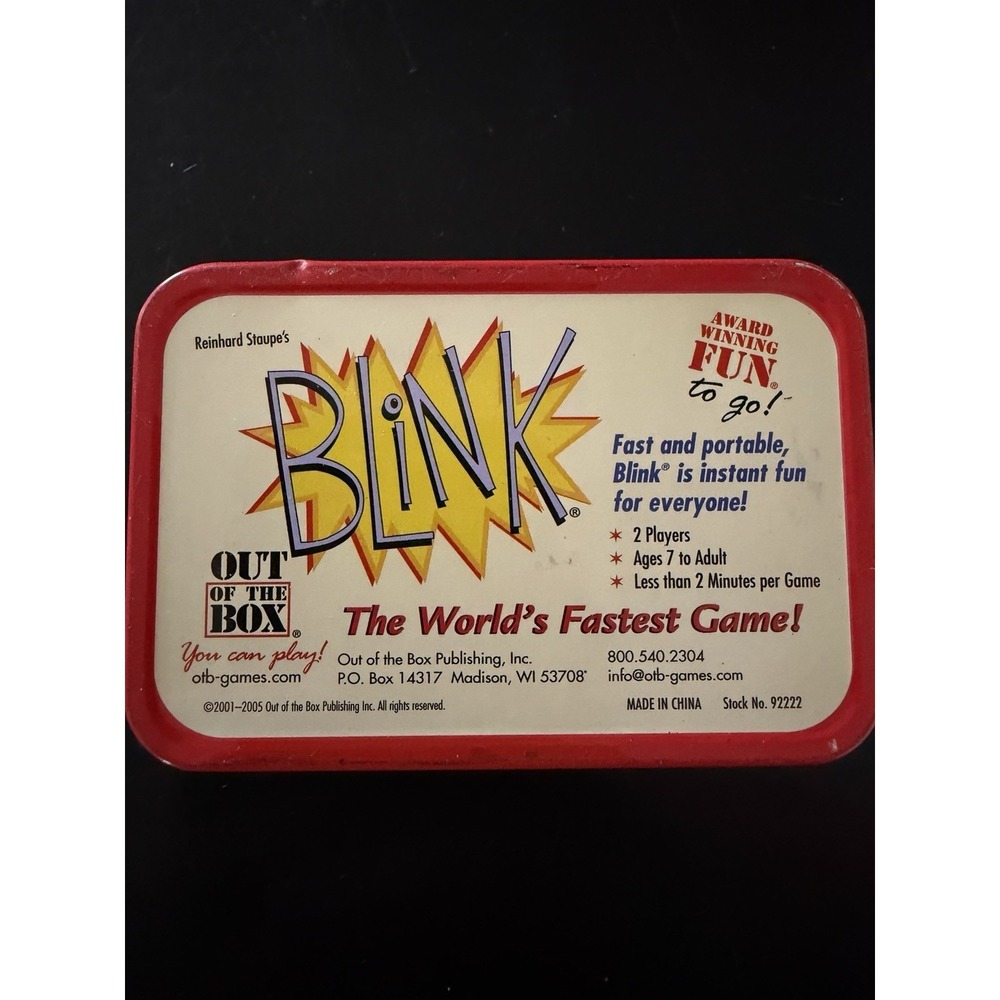 Reinhard Staupe's
BLiNK®
AWARD
WINNING
FUN®
to go!
Fast and portable,
Blink® is instant fun
for everyone!
✶ 2 Players
✶ Ages 7 to Adult
✶ Less than 2 Minutes per Game
OUT
OF THE
BOX®
You can play!
otb-games.com
The World's Fastest Game!
Out of the Box Publishing, Inc.
P.O. Box 14317 Madison, WI 53708
800.540.2304
info@otb-games.com
©2001–2005 Out of the Box Publishing Inc. All rights reserved.
MADE IN CHINA Stock No. 92222